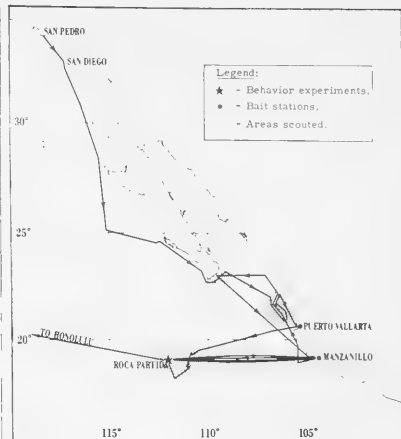 SAN PEDRO
SAN DIEGO
Legend:
★ - Behavior experiments.
● - Bait stations.
- Areas scouted.
30°
25°
PUERTO VALLARTA
TO HONOLULU
20°
ROCA PARTIDA
MANZANILLO
115° 110° 105°